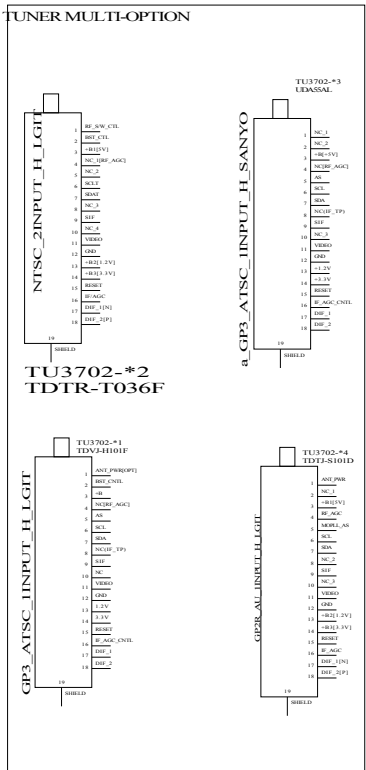 TUNER MULTI-OPTION
NTSC_2INPUT_H_LGIT
1 RF_S/W_CTL
2 BST_CTL
3 +B1[5V]
4 NC_1[RF_AGC]
5 NC_2
6 SCLT
7 SDAT
8 NC_3
9 SIF
10 NC_4
11 VIDEO
12 GND
13 +B2[1.2V]
14 +B3[3.3V]
15 RESET
16 IF/AGC
17 DIF_1[N]
18 DIF_2[P]
19
SHIELD
TU3702-*2
TDTR-T036F
TU3702-*3
UDA55AL
a_GP3_ATSC_1INPUT_H_SANYO
1 NC_1
2 NC_2
3 +B[+5V]
4 NC[RF_AGC]
5 AS
6 SCL
7 SDA
8 NC(IF_TP)
9 SIF
10 NC_3
11 VIDEO
12 GND
13 +1.2V
14 +3.3V
15 RESET
16 IF_AGC_CNTL
17 DIF_1
18 DIF_2
19
SHIELD
TU3702-*1
TDVJ-H101F
GP3_ATSC_1INPUT_H_LGIT
1 ANT_PWR[OPT]
2 BST_CNTL
3 +B
4 NC[RF_AGC]
5 AS
6 SCL
7 SDA
8 NC(IF_TP)
9 SIF
10 NC
11 VIDEO
12 GND
13 1.2V
14 3.3V
15 RESET
16 IF_AGC_CNTL
17 DIF_1
18 DIF_2
19
SHIELD
TU3702-*4
TDTJ-S101D
GP2R_AU_1INPUT_H_LGIT
1 ANT_PWR
2 NC_1
3 +B1[5V]
4 RF_AGC
5 MOPLL_AS
6 SCL
7 SDA
8 NC_2
9 SIF
10 NC_3
11 VIDEO
12 GND
13 +B2[1.2V]
14 +B3[3.3V]
15 RESET
16 IF_AGC
17 DIF_1[N]
18 DIF_2[P]
19
SHIELD